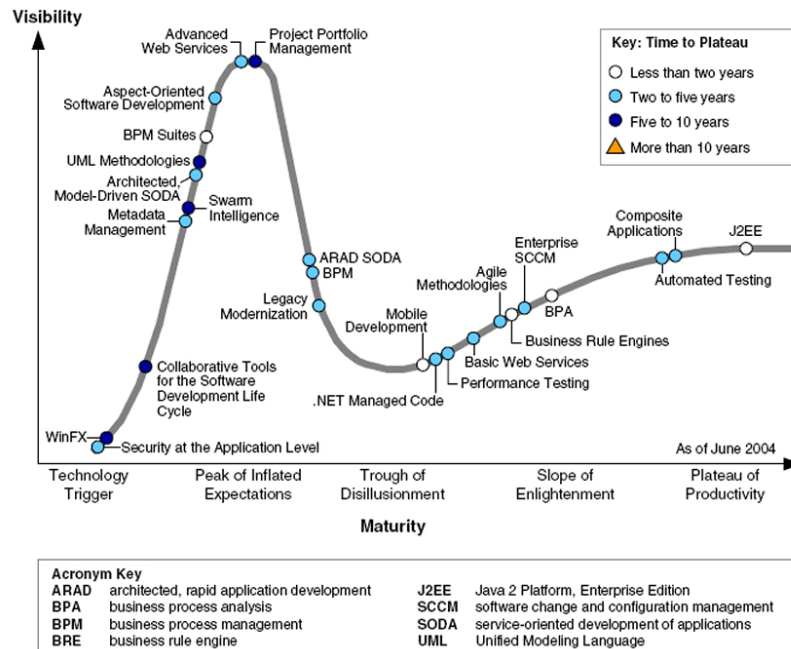 Visibility
Advanced
Web Services
Project Portfolio
Management
Key: Time to Plateau
Less than two years
Two to five years
Five to 10 years
More than 10 years
Aspect-Oriented
Software Development
BPM Suites
UML Methodologies
Architected,
Model-Driven SODA
Swarm
Intelligence
Metadata
Management
ARAD SODA
BPM
Legacy
Modernization
Mobile
Development
Agile
Methodologies
Enterprise
SCCM
Composite
Applications
J2EE
Automated Testing
BPA
Business Rule Engines
Basic Web Services
Performance Testing
.NET Managed Code
Collaborative Tools
for the Software
Development Life
Cycle
WinFX
Security at the Application Level
As of June 2004
Technology
Trigger
Peak of Inflated
Expectations
Trough of
Disillusionment
Slope of
Enlightenment
Plateau of
Productivity
Maturity
Acronym Key
ARAD architected, rapid application development
BPA business process analysis
BPM business process management
BRE business rule engine
J2EE Java 2 Platform, Enterprise Edition
SCCM software change and configuration management
SODA service-oriented development of applications
UML Unified Modeling Language